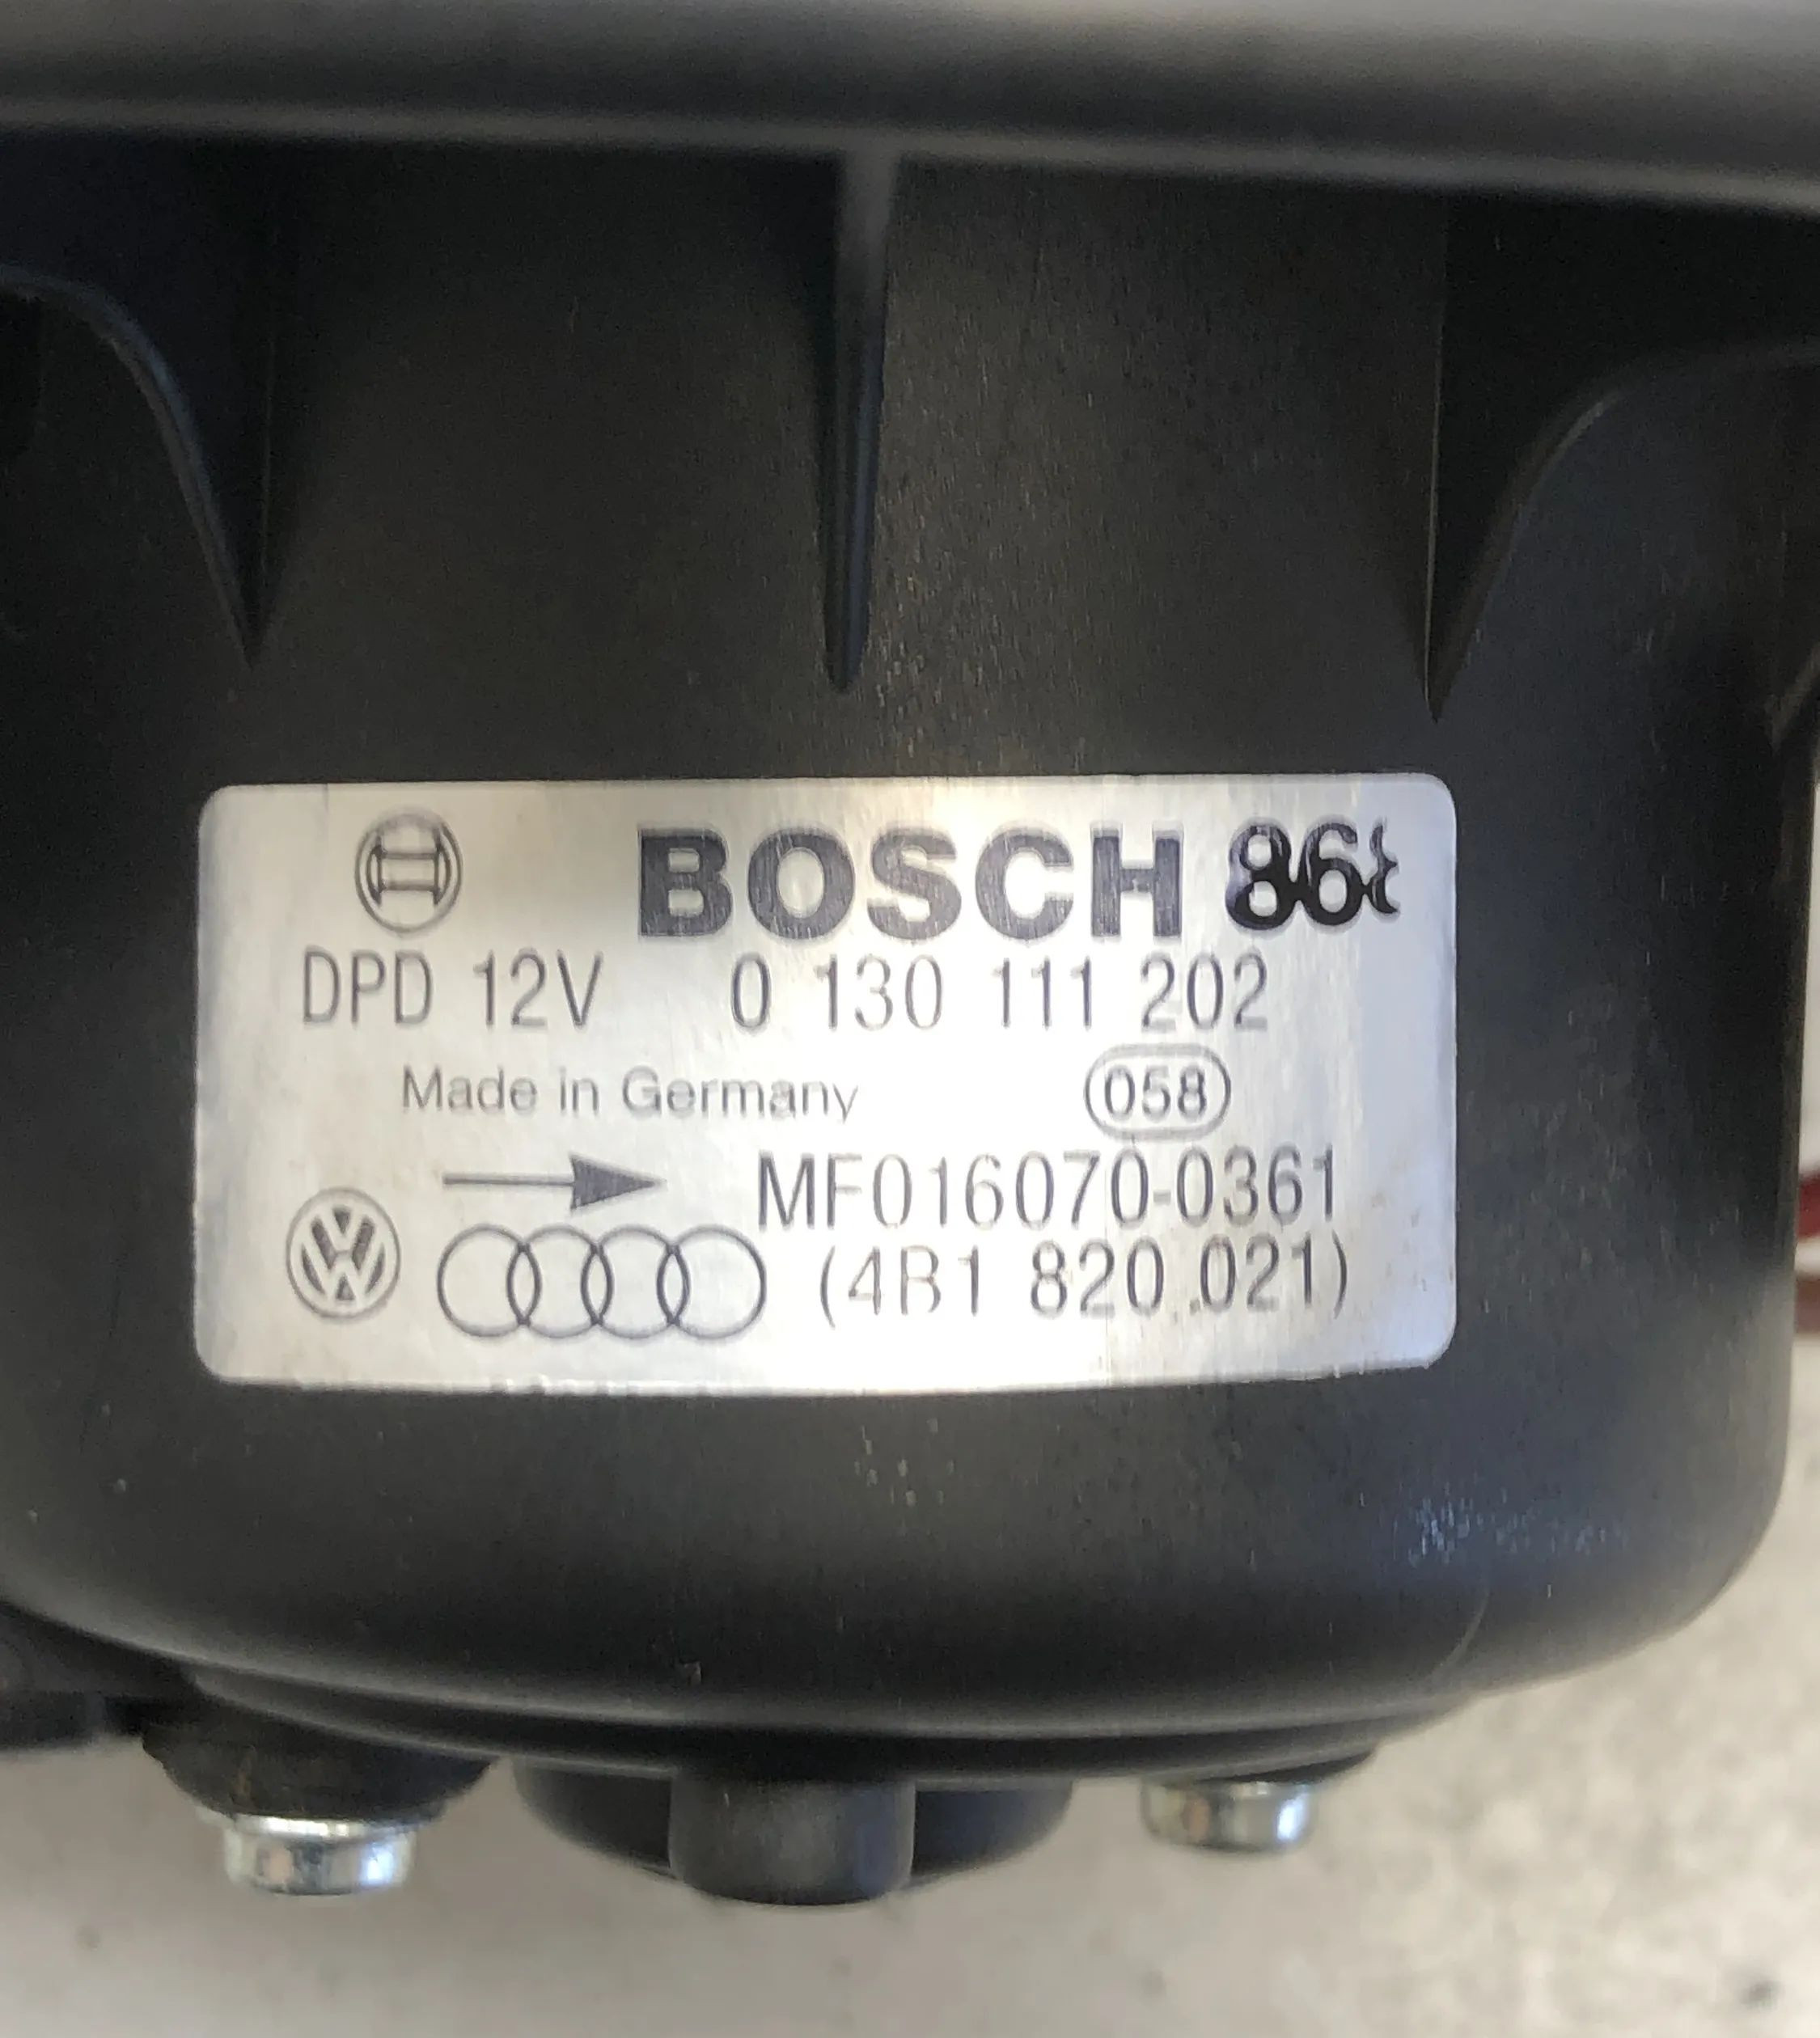 BOSCH
DPD 12V 0 130 111 202
Made in Germany 058
MF016070-0361
(4B1 820 021)